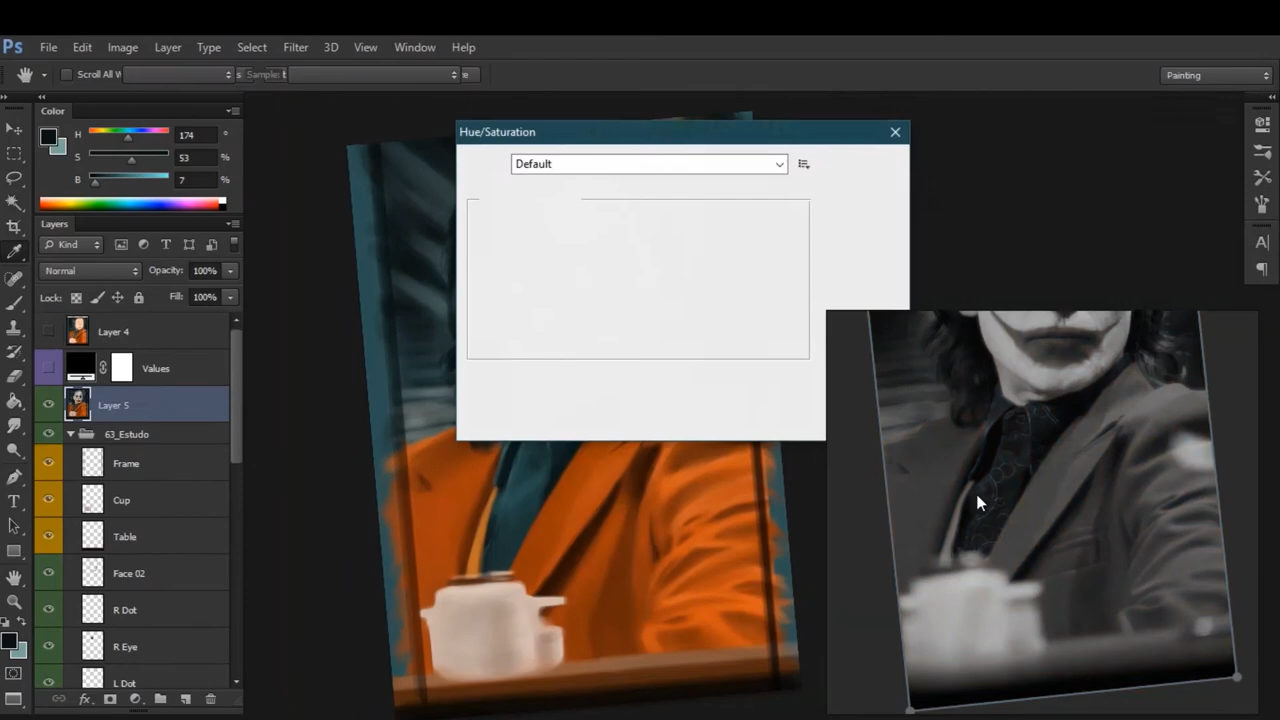 Ps File Edit Image Layer Type Select Filter 3D View Window Help
Scroll All W s Sample: t e Painting
Color
H 174 °
S 53 %
B 7 %
Layers
Kind T
Normal Opacity: 100%
Lock: Fill: 100%
Layer 4
Values
Layer 5
63_Estudo
Frame
Cup
Table
Face 02
R Dot
R Eye
L Dot
fx
Hue/Saturation
Default
A